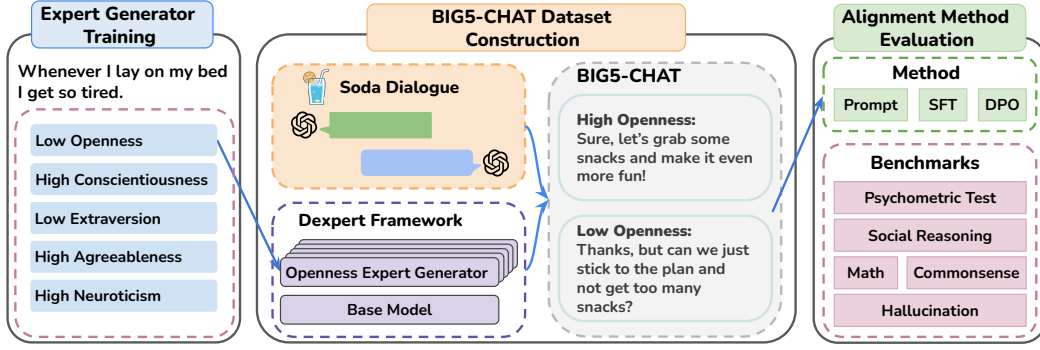 Expert Generator
Training
Whenever I lay on my bed
I get so tired.
Low Openness
High Conscientiousness
Low Extraversion
High Agreeableness
High Neuroticism
BIG5-CHAT Dataset
Construction
Soda Dialogue
Dexpert Framework
Openness Expert Generator
Base Model
BIG5-CHAT
High Openness:
Sure, let's grab some
snacks and make it even
more fun!
Low Openness:
Thanks, but can we just
stick to the plan and
not get too many
snacks?
Alignment Method
Evaluation
Method
Prompt SFT DPO
Benchmarks
Psychometric Test
Social Reasoning
Math Commonsense
Hallucination